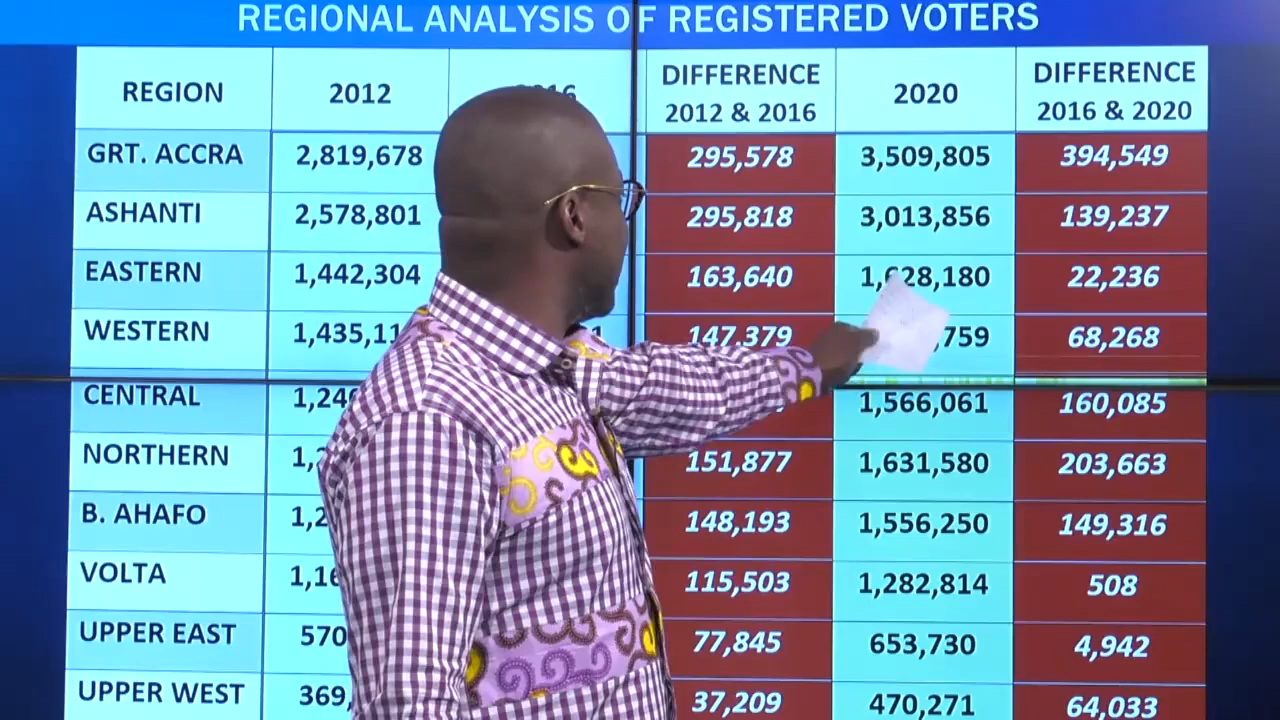 REGIONAL ANALYSIS OF REGISTERED VOTERS
REGION 2012 DIFFERENCE 2012 & 2016 2020 DIFFERENCE 2016 & 2020
GRT. ACCRA 2,819,678 295,578 3,509,805 394,549
ASHANTI 2,578,801 295,818 3,013,856 139,237
EASTERN 1,442,304 163,640 1,628,180 22,236
WESTERN 147,379 68,268
CENTRAL 1,566,061 160,085
NORTHERN 151,877 1,631,580 203,663
B. AHAFO 148,193 1,556,250 149,316
VOLTA 115,503 1,282,814 508
UPPER EAST 77,845 653,730 4,942
UPPER WEST 37,209 470,271 64,033